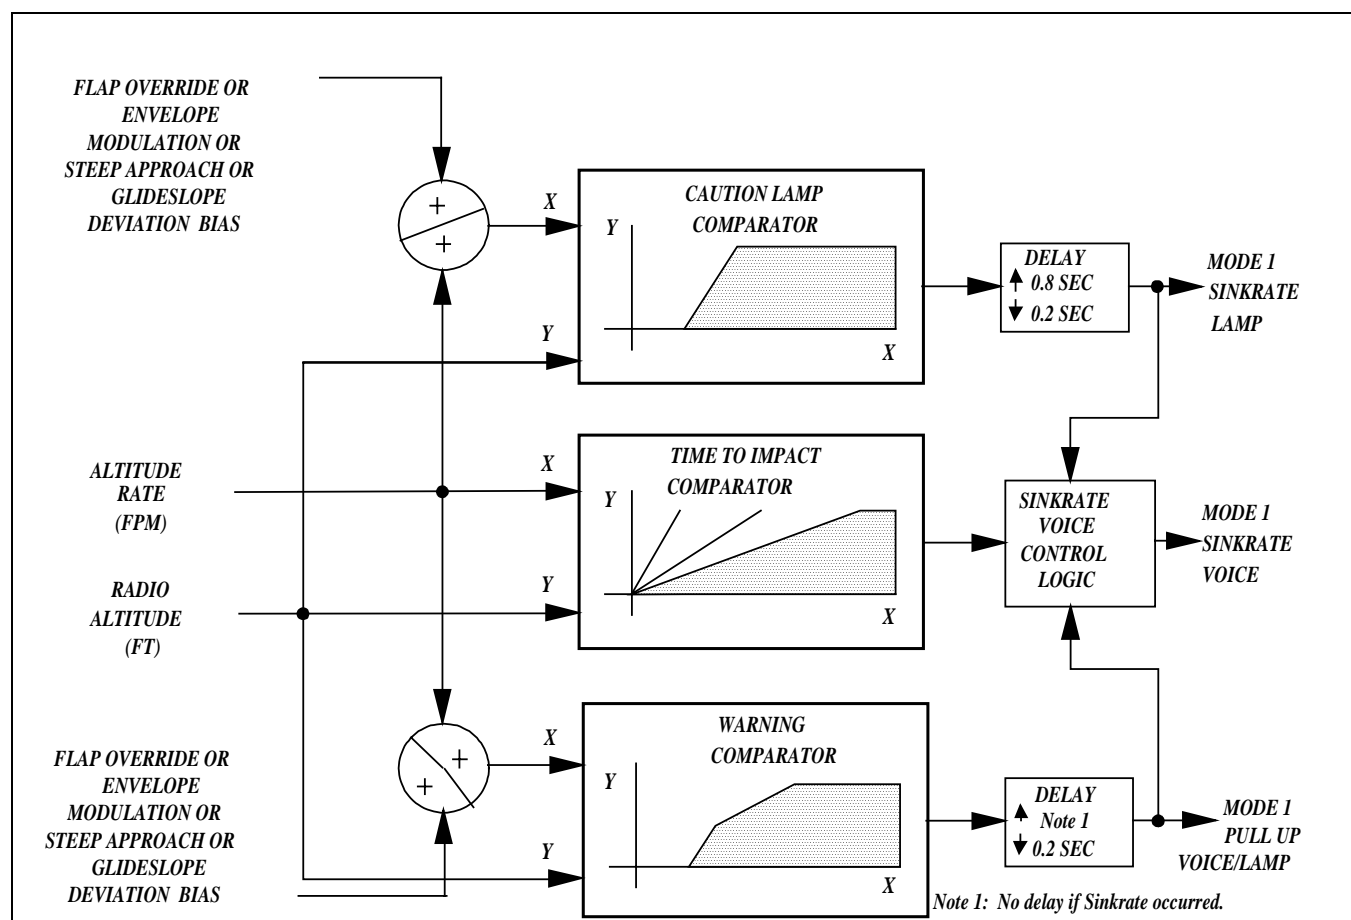 FLAP OVERRIDE OR
ENVELOPE
MODULATION OR
STEEP APPROACH OR
GLIDESLOPE
DEVIATION BIAS
+
+
X
Y
CAUTION LAMP
COMPARATOR
Y
X
DELAY
0.8 SEC
0.2 SEC
MODE 1
SINKRATE
LAMP
ALTITUDE
RATE
(FPM)
RADIO
ALTITUDE
(FT)
X
Y
TIME TO IMPACT
COMPARATOR
Y
X
SINKRATE
VOICE
CONTROL
LOGIC
MODE 1
SINKRATE
VOICE
FLAP OVERRIDE OR
ENVELOPE
MODULATION OR
STEEP APPROACH OR
GLIDESLOPE
DEVIATION BIAS
+
+
X
Y
WARNING
COMPARATOR
Y
X
DELAY
Note 1
0.2 SEC
MODE 1
PULL UP
VOICE/LAMP
Note 1: No delay if Sinkrate occurred.